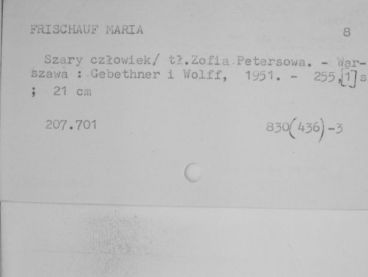 FRISCHAUF MARIA 8
Szary człowiek/ tł.Zofia Petersowa. - War-
szawa : Gebethner i Wolff, 1951. - 255,[1] s
; 21 cm
207.701 830(436)-3